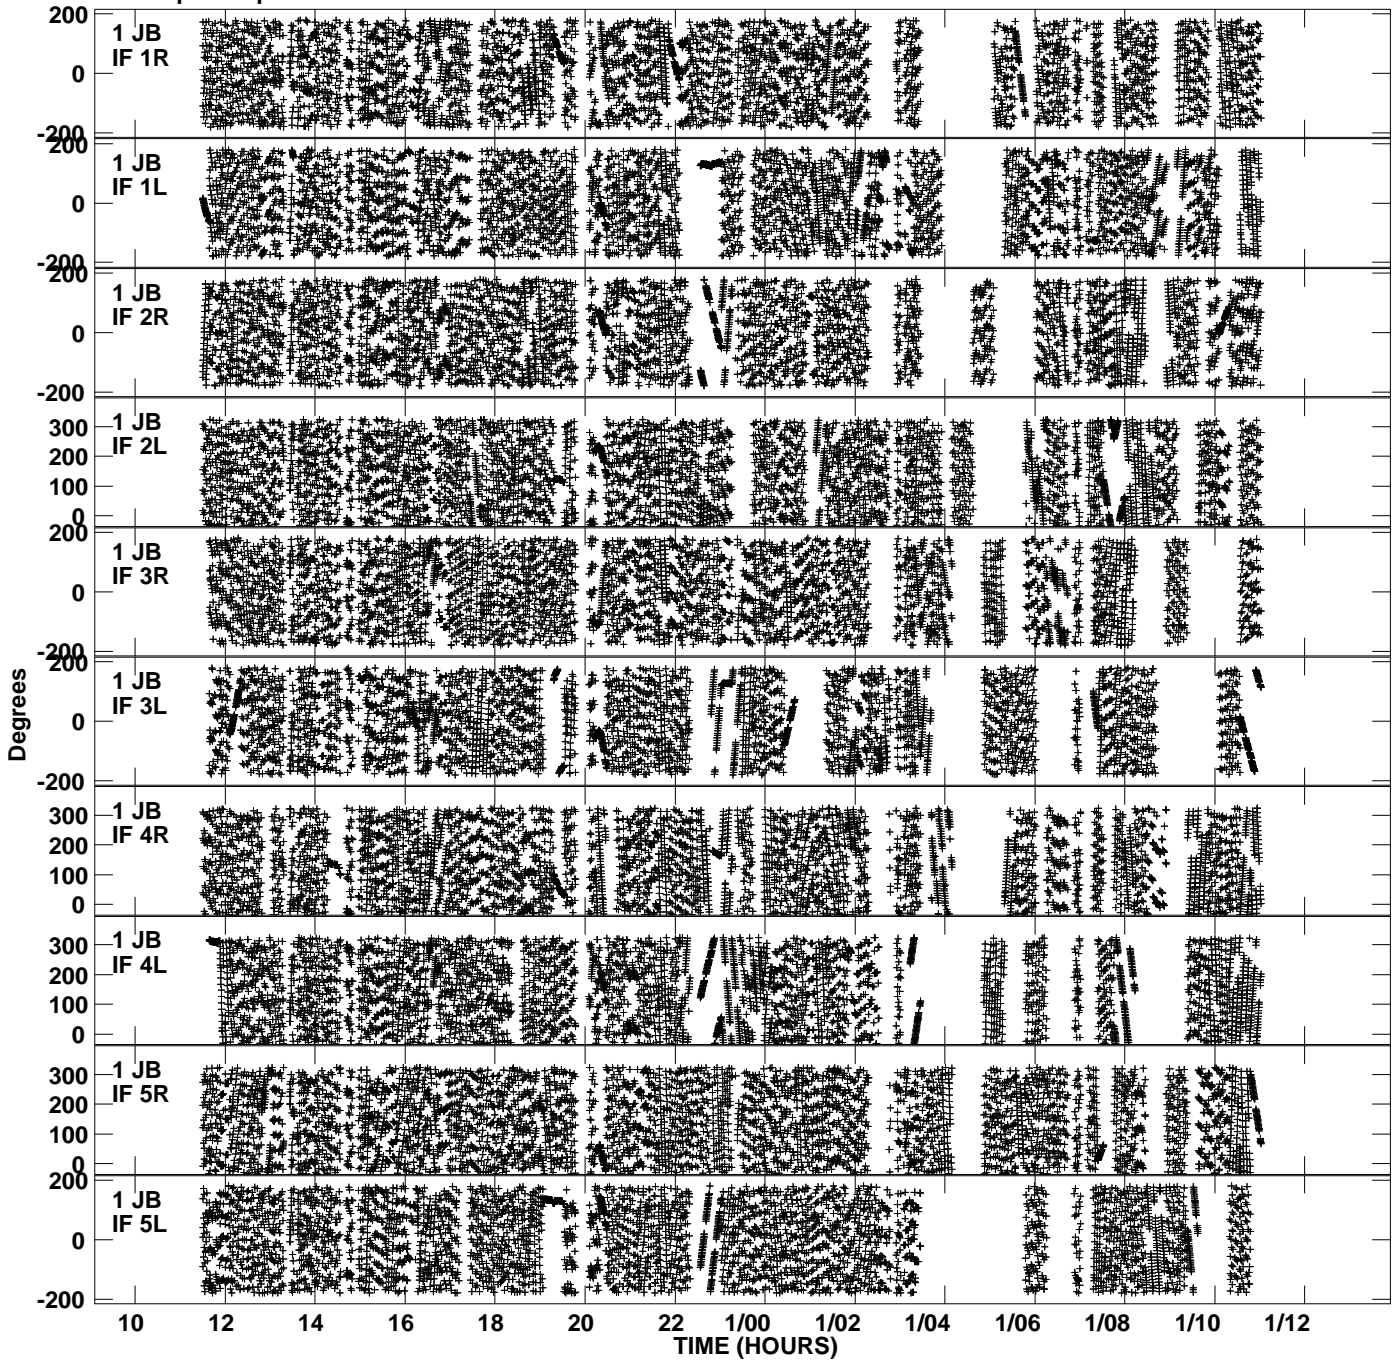 200
0
-200
1 JB
IF 1R
200
0
-200
1 JB
IF 1L
200
0
-200
1 JB
IF 2R
300
200
100
0
1 JB
IF 2L
200
0
-200
1 JB
IF 3R
200
0
-200
1 JB
IF 3L
300
200
100
0
1 JB
IF 4R
300
200
100
0
1 JB
IF 4L
300
200
100
0
1 JB
IF 5R
200
0
-200
1 JB
IF 5L
Degrees
10 12 14 16 18 20 22 1/00 1/02 1/04 1/06 1/08 1/10 1/12
TIME (HOURS)